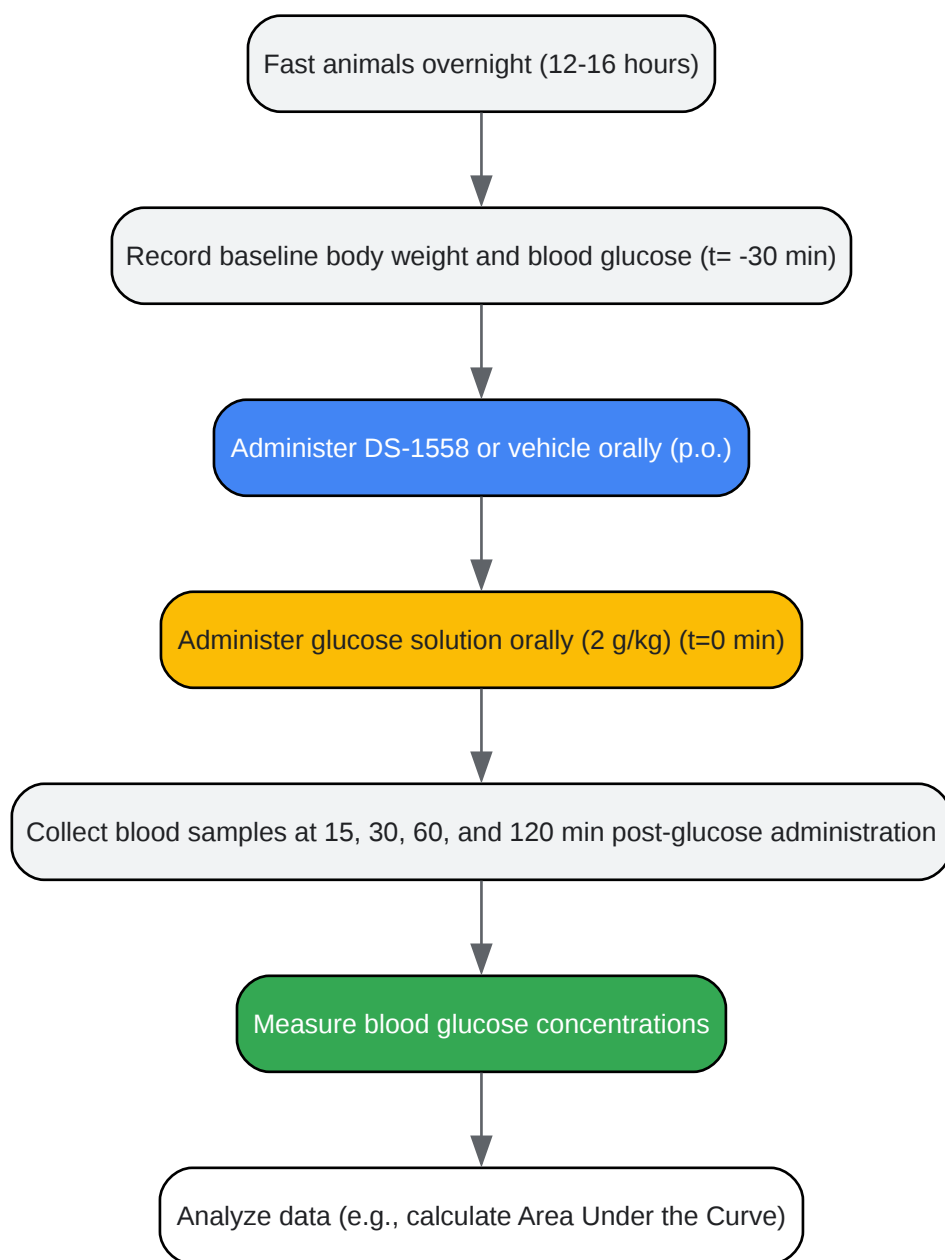 Fast animals overnight (12-16 hours)
Record baseline body weight and blood glucose (t= -30 min)
Administer DS-1558 or vehicle orally (p.o.)
Administer glucose solution orally (2 g/kg) (t=0 min)
Collect blood samples at 15, 30, 60, and 120 min post-glucose administration
Measure blood glucose concentrations
Analyze data (e.g., calculate Area Under the Curve)